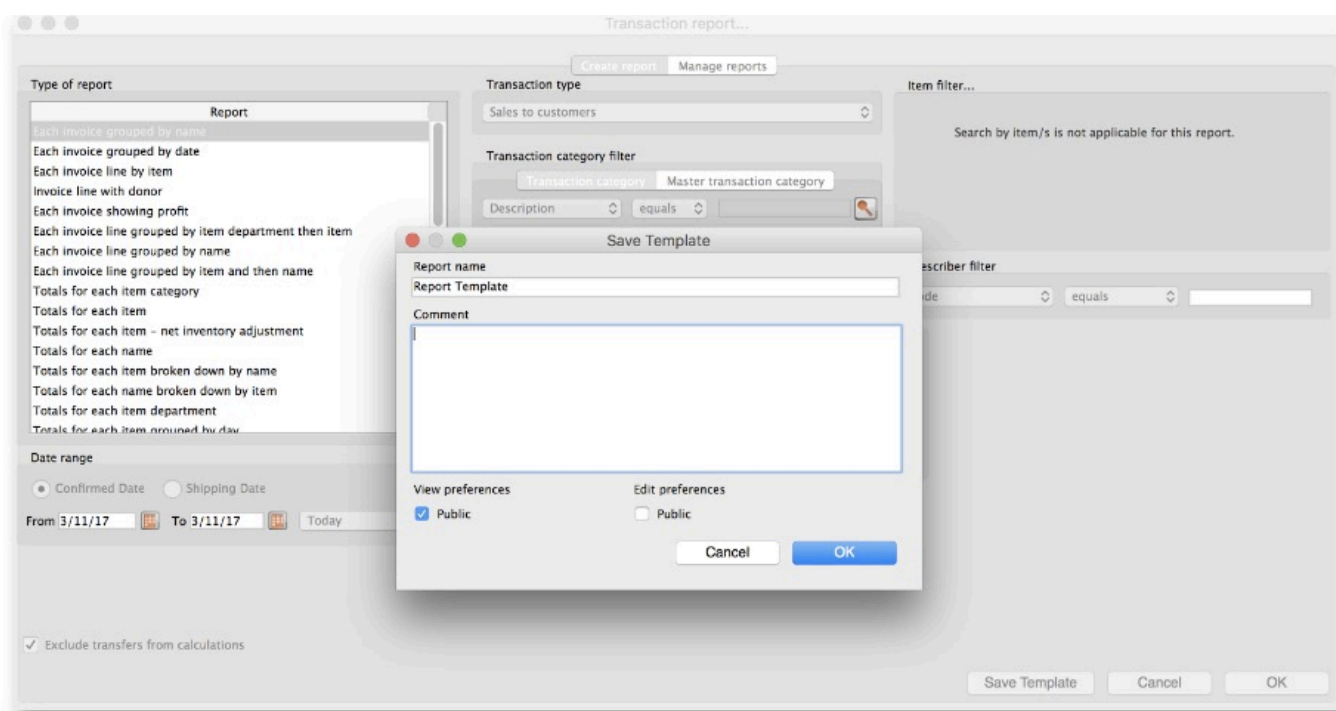 Transaction report...
Create report Manage reports
Type of report
Report
Each invoice grouped by name
Each invoice grouped by date
Each invoice line by item
Invoice line with donor
Each invoice showing profit
Each invoice line grouped by item department then item
Each invoice line grouped by name
Each invoice line grouped by item and then name
Totals for each item category
Totals for each item
Totals for each item - net inventory adjustment
Totals for each name
Totals for each item broken down by name
Totals for each name broken down by item
Totals for each item department
Totals for each item grouped by day
Transaction type
Sales to customers
Transaction category filter
Transaction category Master transaction category
Description equals
Item filter...
Search by item/s is not applicable for this report.
equals
Save Template
Report name
Report Template
Comment
View preferences Edit preferences
Public Public
Cancel OK
Date range
Confirmed Date Shipping Date
From 3/11/17 To 3/11/17 Today
Exclude transfers from calculations
Save Template Cancel OK